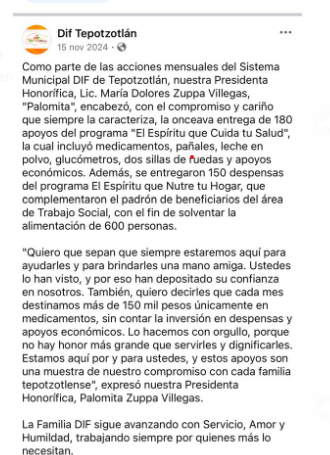 Dif Tepotzotlán
15 nov 2024 ·
Como parte de las acciones mensuales del Sistema
Municipal DIF de Tepotzotlán, nuestra Presidenta
Honorífica, Lic. María Dolores Zuppa Villegas,
"Palomita", encabezó, con el compromiso y cariño
que siempre la caracteriza, la onceava entrega de 180
apoyos del programa "El Espíritu que Cuida tu Salud",
la cual incluyó medicamentos, pañales, leche en
polvo, glucómetros, dos sillas de ruedas y apoyos
económicos. Además, se entregaron 150 despensas
del programa El Espíritu que Nutre tu Hogar, que
complementaron el padrón de beneficiarios del área
de Trabajo Social, con el fin de solventar la
alimentación de 600 personas.
"Quiero que sepan que siempre estaremos aquí para
ayudarles y para brindarles una mano amiga. Ustedes
lo han visto, y por eso han depositado su confianza
en nosotros. También, quiero decirles que cada mes
destinamos más de 150 mil pesos únicamente en
medicamentos, sin contar la inversión en despensas y
apoyos económicos. Lo hacemos con orgullo, porque
no hay honor más grande que servirles y dignificarles.
Estamos aquí por y para ustedes, y estos apoyos son
una muestra de nuestro compromiso con cada familia
tepotzotlense", expresó nuestra Presidenta
Honorífica, Palomita Zuppa Villegas.
La Familia DIF sigue avanzando con Servicio, Amor y
Humildad, trabajando siempre por quienes más lo
necesitan.